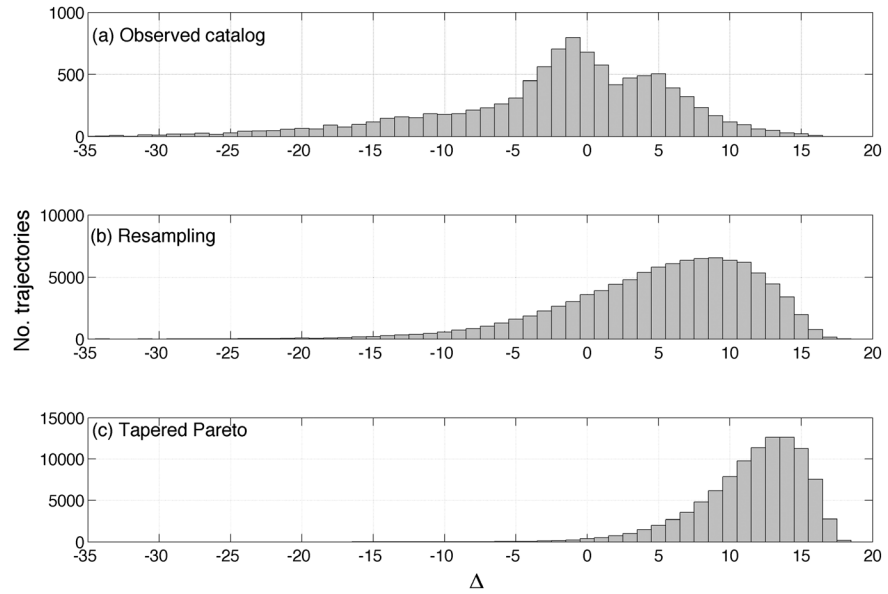 1000
(a) Observed catalog
500
0
-35 -30 -25 -20 -15 -10 -5 0 5 10 15 20
10000
(b) Resampling
5000
0
-35 -30 -25 -20 -15 -10 -5 0 5 10 15 20
No. trajectories
15000
(c) Tapered Pareto
10000
5000
0
-35 -30 -25 -20 -15 -10 -5 0 5 10 15 20
Δ